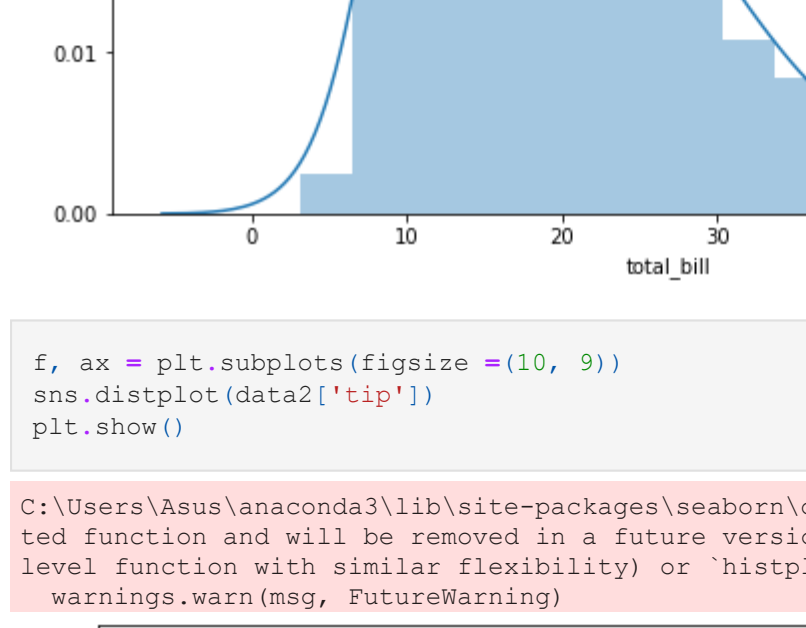 0.01
0.00
0 10 20 30
total_bill
f, ax = plt.subplots(figsize =(10, 9))
sns.distplot(data2['tip'])
plt.show()
C:\Users\Asus\anaconda3\lib\site-packages\seaborn\
ted function and will be removed in a future versio
level function with similar flexibility) or `histpl
warnings.warn(msg, FutureWarning)